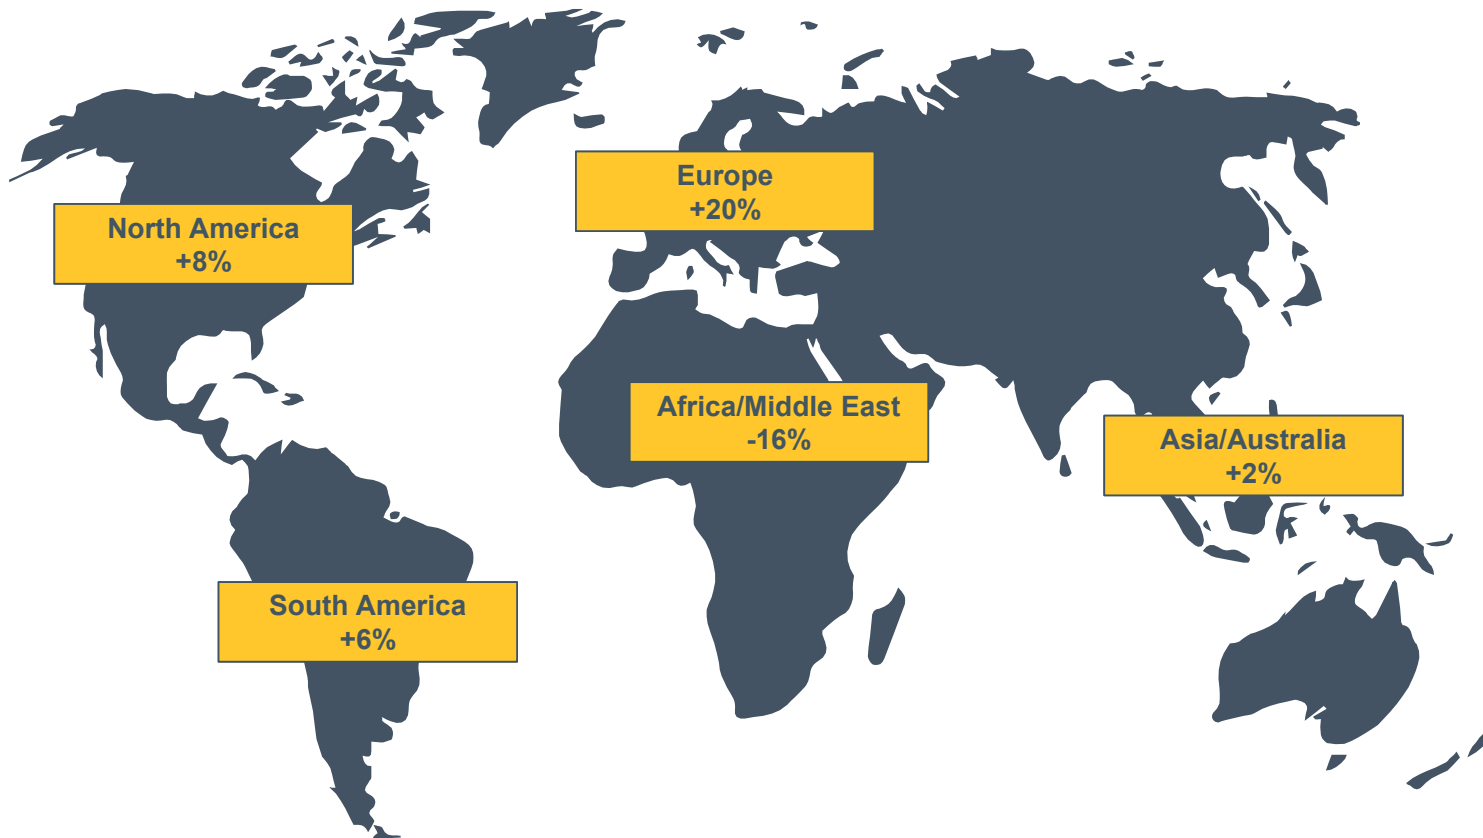 Europe
+20%
North America
+8%
Africa/Middle East
-16%
Asia/Australia
+2%
South America
+6%